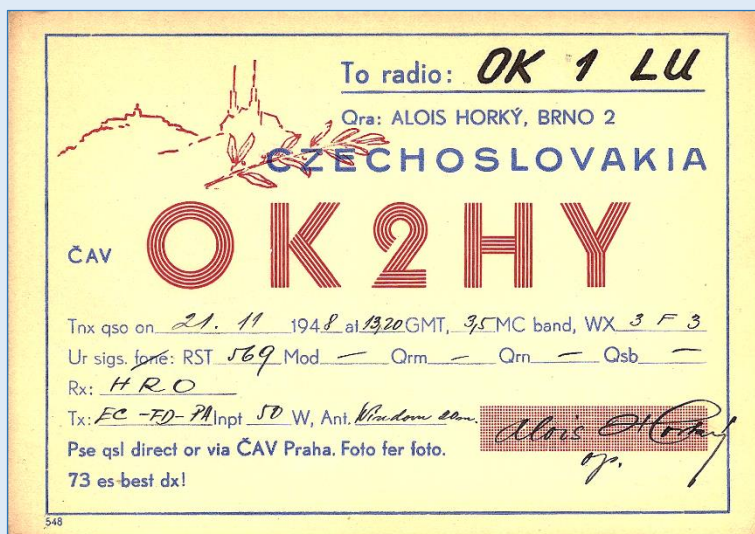 To radio: OK 1 LU
Qra: ALOIS HORKÝ, BRNO 2
CZECHOSLOVAKIA
ČAV OK2HY
Tnx qso on 21. 11 1948 at 13,20 GMT, 3,5 MC band, WX 3 F 3
Ur sigs. fone: RST 569 Mod — Qrm — Qrn — Qsb —
Rx: HRO
Tx: EC-FD-PA Inpt 50 W, Ant. Windom 20m.
Alois Horký
op.
Pse qsl direct or via ČAV Praha. Foto fer foto.
73 es best dx!
548